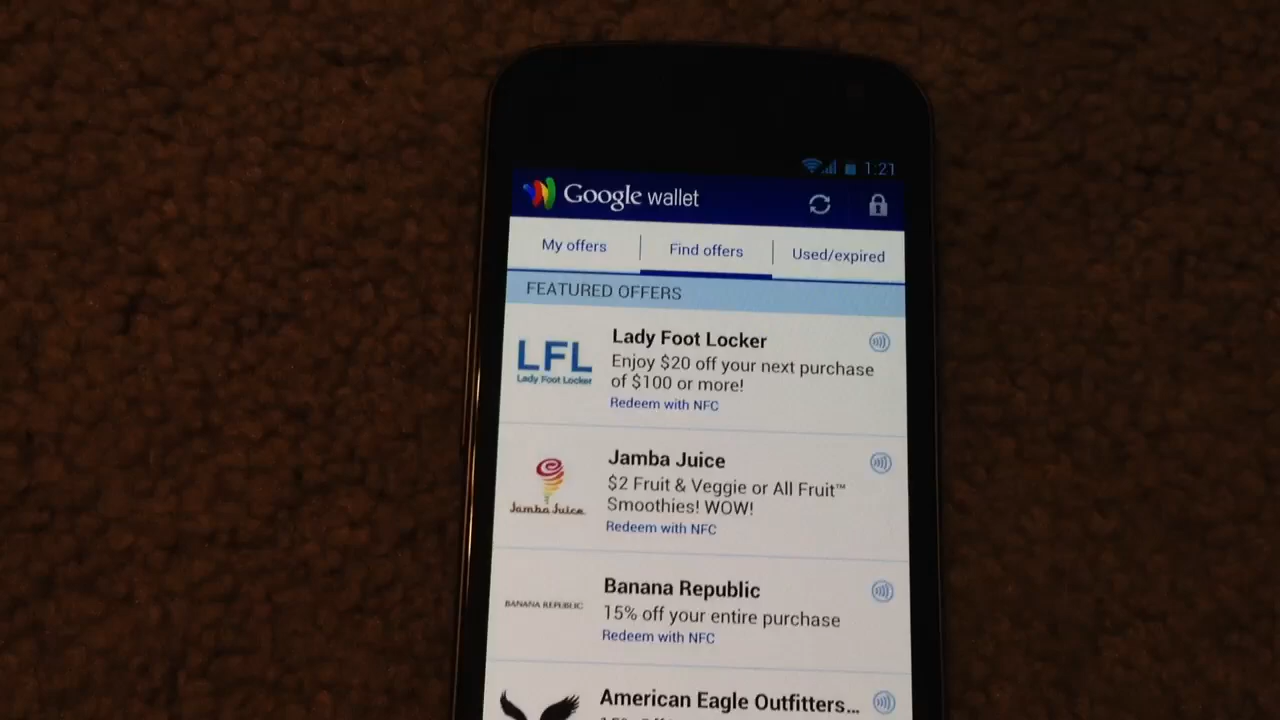 1:21
Google wallet
My offers
Find offers
Used/expired
FEATURED OFFERS
LFL
Lady Foot Locker
Lady Foot Locker
Enjoy $20 off your next purchase
of $100 or more!
Redeem with NFC
Jamba Juice
Jamba Juice
$2 Fruit & Veggie or All Fruit™
Smoothies! WOW!
Redeem with NFC
BANANA REPUBLIC
Banana Republic
15% off your entire purchase
Redeem with NFC
American Eagle Outfitters...